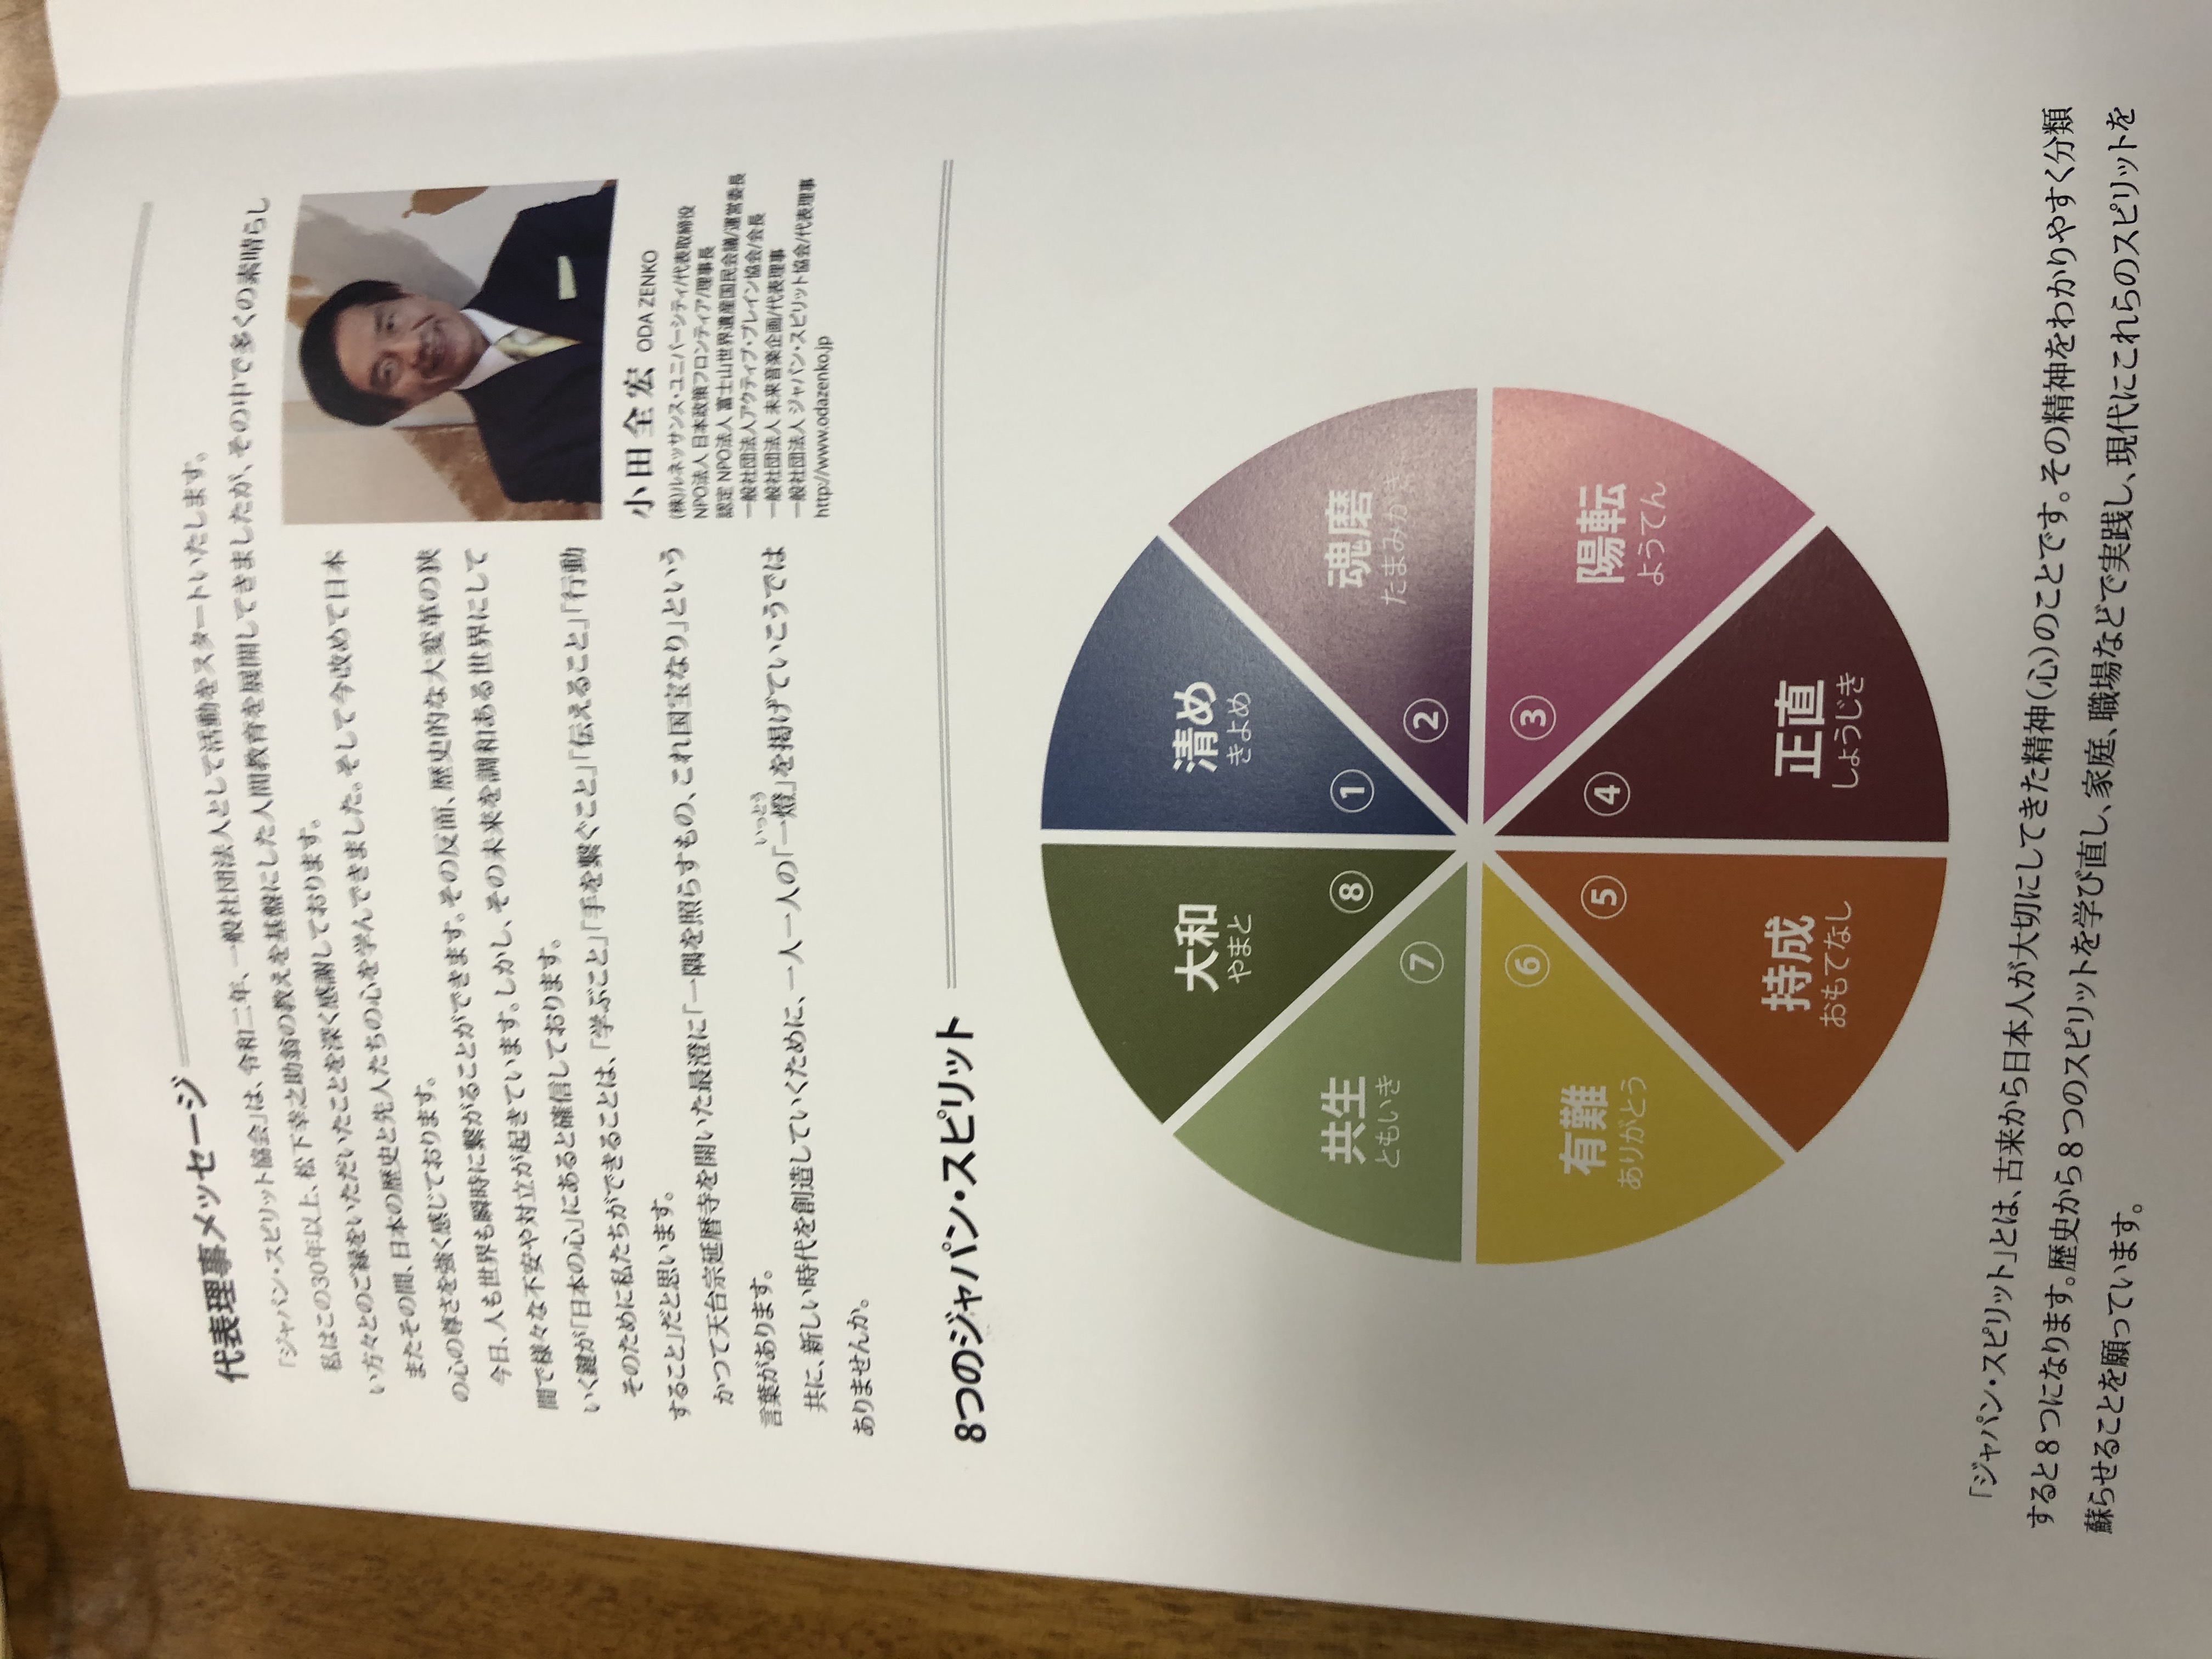 代表理事メッセージ
「ジャパン・スピリット協会」は、令和二年、一般社団法人として活動をスタートいたします。
私はこの30年以上、松下幸之助翁の教えを基盤にした人間教育を展開してきましたが、その中で多くの素晴らし
い方々とのご縁をいただいたことを深く感謝しております。
またその間、日本の歴史と先人たちの心を学んできました。そして今改めて日本
の心の尊さを強く感じております。
今日、人も世界も瞬時に繋がることができます。その反面、歴史的な大変革の狭
間で様々な不安や対立が起きています。しかし、その未来を調和ある世界にして
いく鍵が「日本の心」にあると確信しております。
そのために私たちができることは、「学ぶこと」「手を繋ぐこと」「伝えること」「行動
すること」だと思います。
かつて天台宗延暦寺を開いた最澄に「一隅を照らすもの、これ国宝なり」という
言葉があります。
いっとう
共に、新しい時代を創造していくために、一人一人の「一燈」を掲げていこうでは
ありませんか。
小田全宏 ODA ZENKO
(株)ルネッサンス・ユニバーシティ/代表取締役
NPO法人 日本政策フロンティア/理事長
認定 NPO法人 富士山世界遺産国民会議/運営委長
一般社団法人アクティブ・ブレイン協会/会長
一般社団法人 未来音楽企画/代表理事
一般社団法人 ジャパン・スピリット協会/代表理事
http://www.odazenko.jp
8つのジャパン・スピリット
清め
きよめ
①
魂磨
たまみがき
②
③
陽転
ようてん
④
正直
しょうじき
⑤
持成
おもてなし
⑥
有難
ありがとう
共生
ともいき
⑦
大和
やまと
⑧
「ジャパン・スピリット」とは、古来から日本人が大切にしてきた精神(心)のことです。その精神をわかりやすく分類
すると8つになります。歴史から8つのスピリットを学び直し、家庭、職場などで実践し、現代にこれらのスピリットを
蘇らせることを願っています。